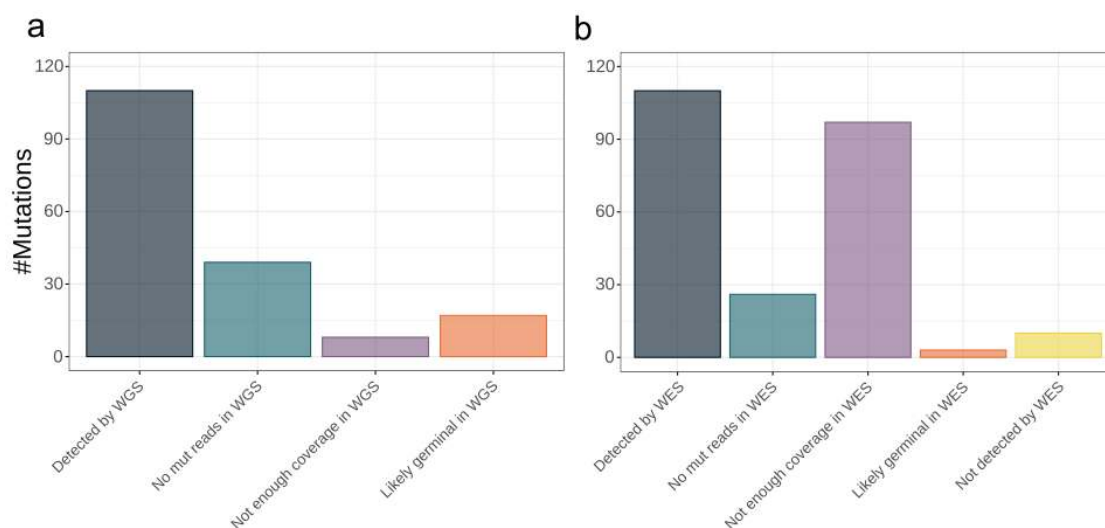 a
b
#Mutations
120
90
60
30
0
Detected by WGS
No mut reads in WGS
Not enough coverage in WGS
Likely germinal in WGS
120
90
60
30
0
Detected by WES
No mut reads in WES
Not enough coverage in WES
Likely germinal in WES
Not detected by WES